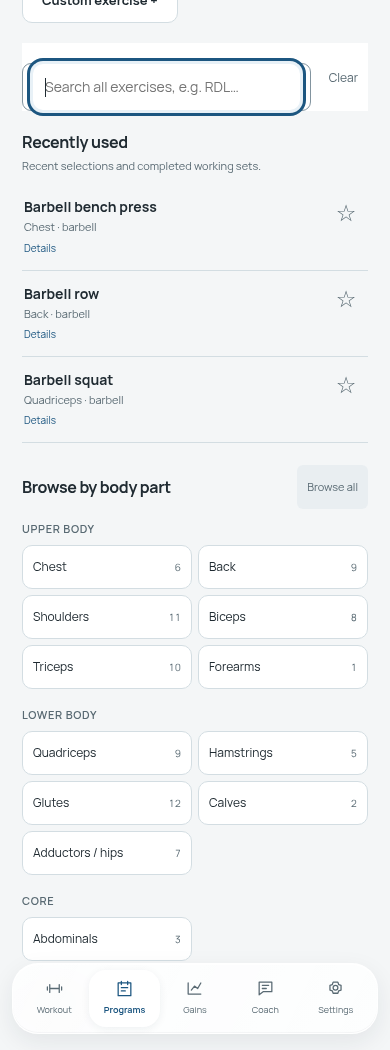 Custom exercise +
Search all exercises, e.g. RDL...
Clear
Recently used
Recent selections and completed working sets.
Barbell bench press
Chest · barbell
Details
Barbell row
Back · barbell
Details
Barbell squat
Quadriceps · barbell
Details
Browse by body part
Browse all
UPPER BODY
Chest 6
Back 9
Shoulders 11
Biceps 8
Triceps 10
Forearms 1
LOWER BODY
Quadriceps 9
Hamstrings 5
Glutes 12
Calves 2
Adductors / hips 7
CORE
Abdominals 3
Workout
Programs
Gains
Coach
Settings